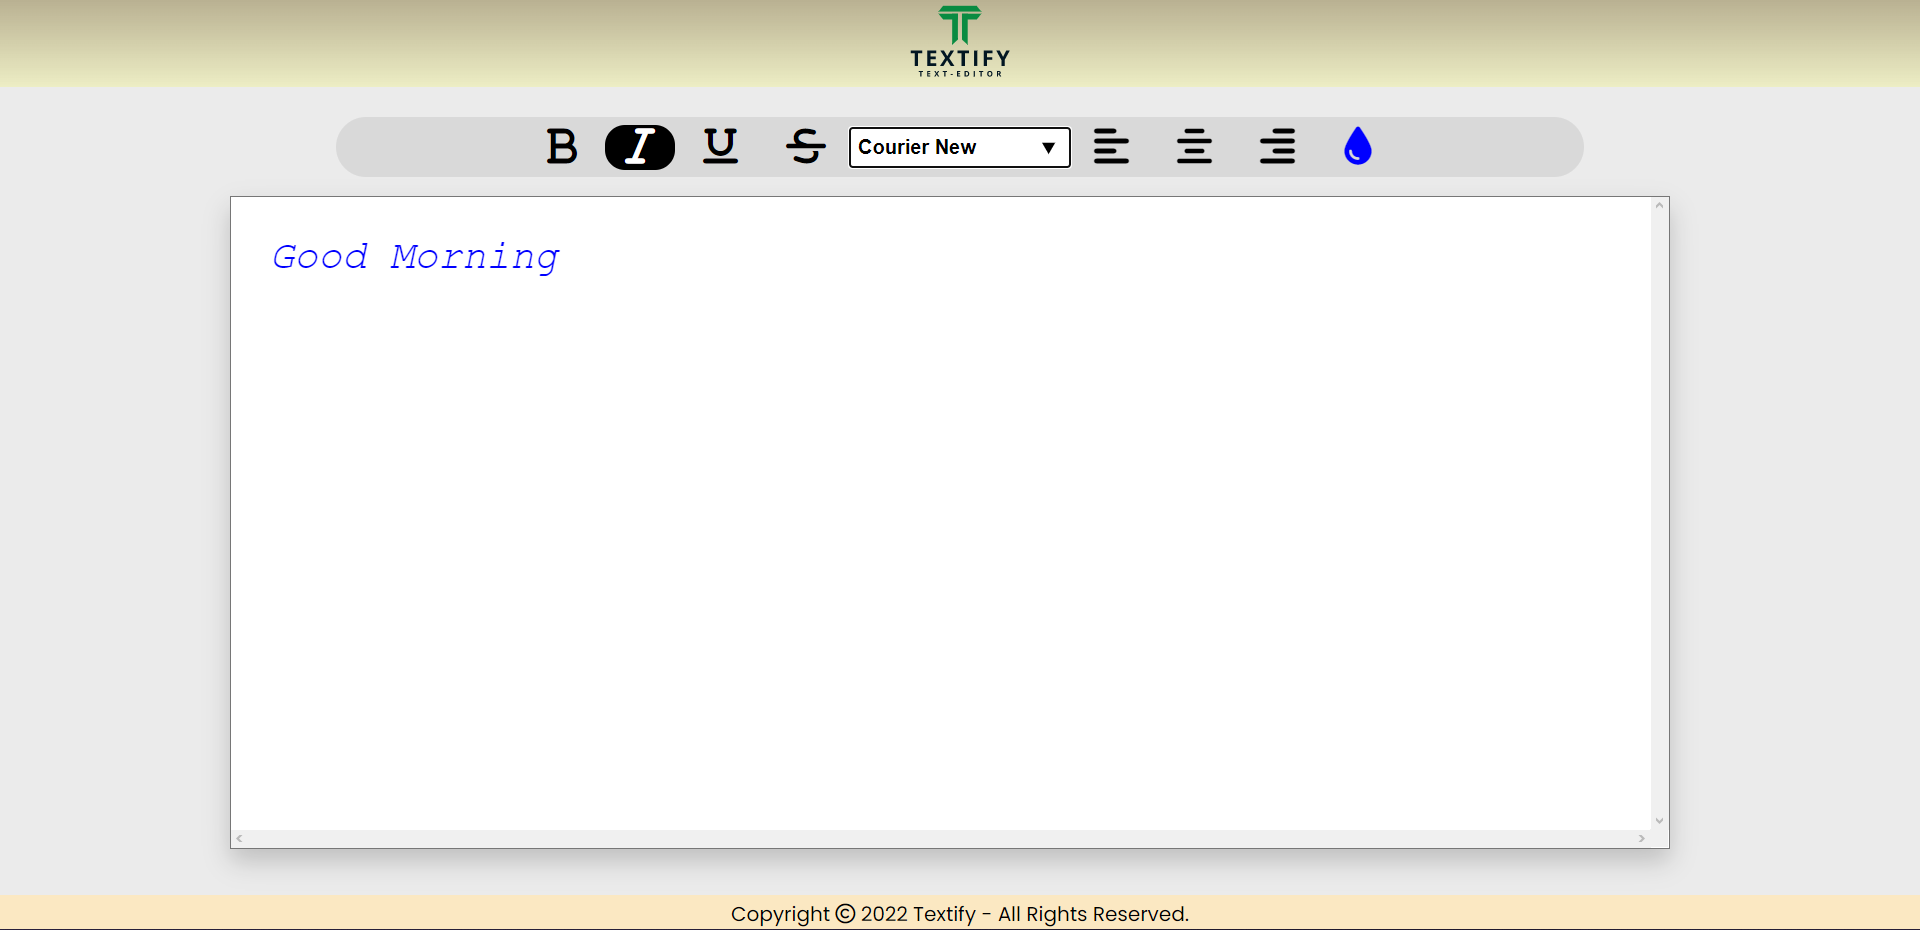 TEXTIFY
TEXT-EDITOR
B I U S Courier New ▼
Good Morning
Copyright © 2022 Textify - All Rights Reserved.